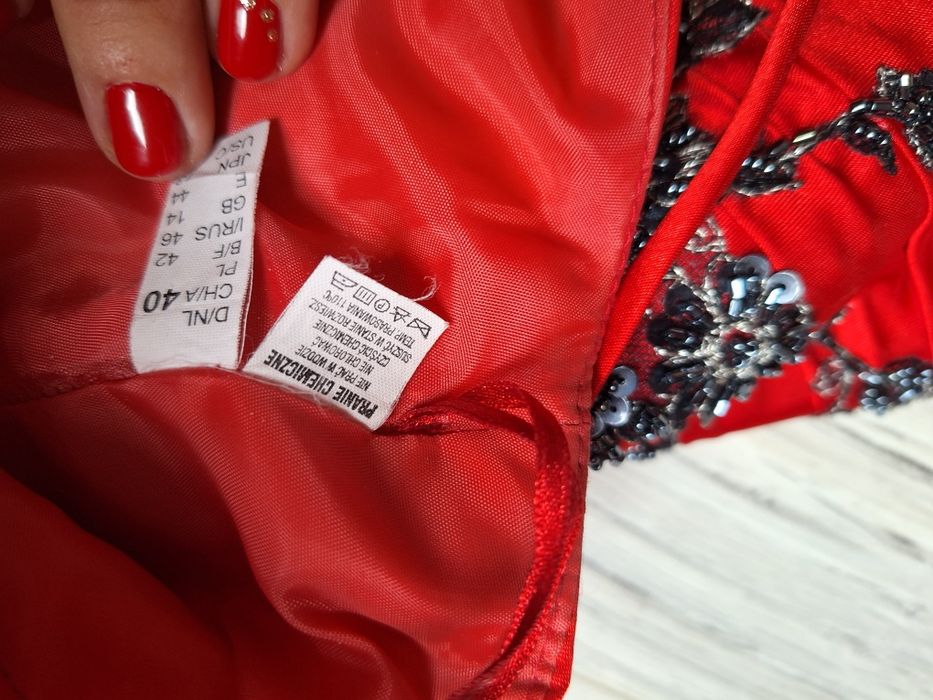 D/NL
CH/A 40
PL
B/F 42
I/RUS 46
GB 14
E 44
JPN
PRANIE CHEMICZNE
NIE PRAĆ W WODZIE
NIE CHLOROWAĆ
CZYŚCIĆ CHEMICZNIE
SUSZYĆ W STANIE ROZWIESZ.
TEMP. PRASOWANIA 110°C
P